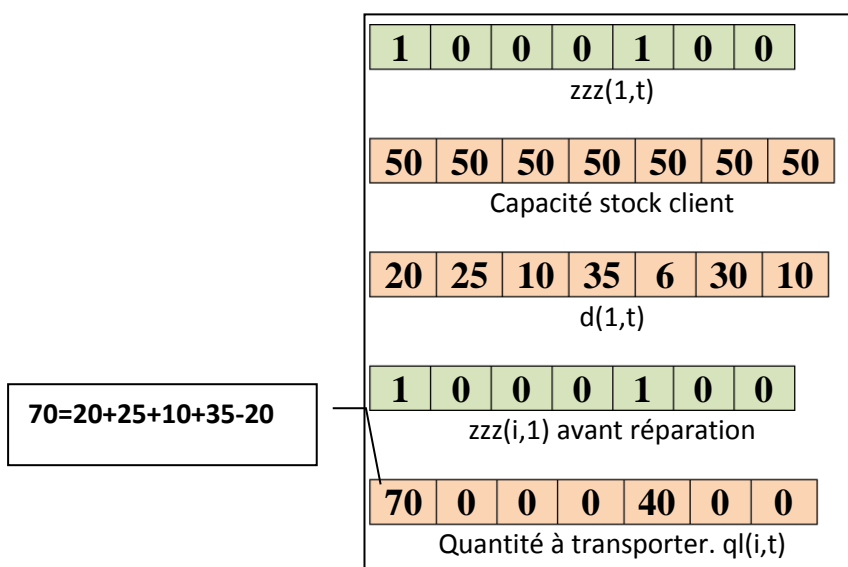 1 0 0 0 1 0 0
zzz(1,t)
50 50 50 50 50 50 50
Capacité stock client
20 25 10 35 6 30 10
d(1,t)
1 0 0 0 1 0 0
zzz(i,1) avant réparation
70=20+25+10+35-20
70 0 0 0 40 0 0
Quantité à transporter. ql(i,t)